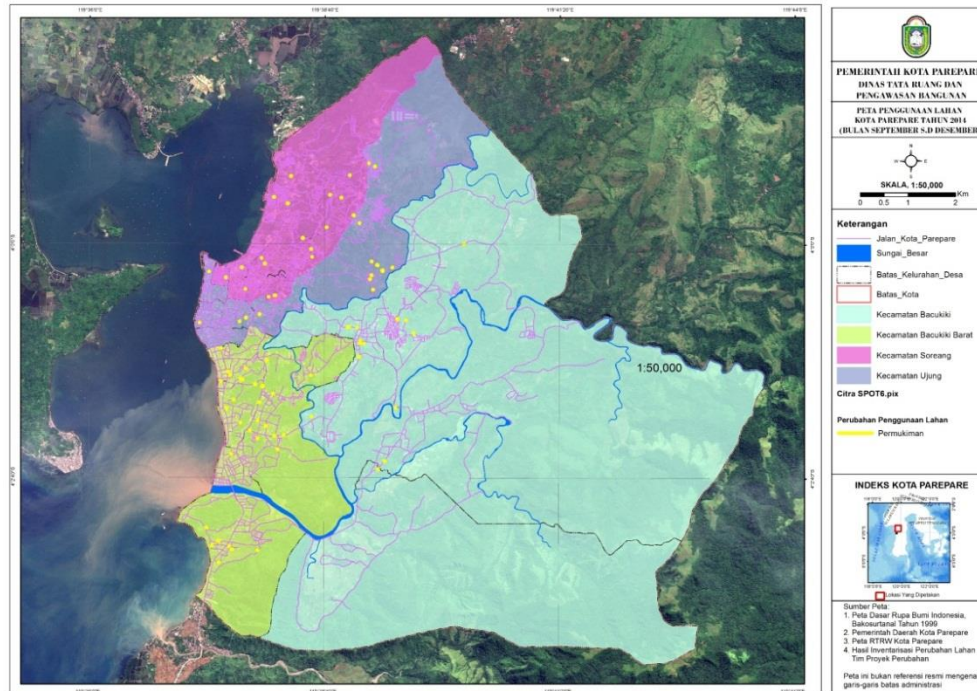 PEMERINTAH KOTA PAREPARE
DINAS TATA RUANG DAN
PENGAWASAN BANGUNAN
PETA PENGGUNAAN LAHAN
KOTA PAREPARE TAHUN 2014
(BULAN SEPTEMBER S.D DESEMBER
N
W
E
S
SKALA, 1:50,000
Km
0 0.5 1 2
Keterangan
Jalan_Kota_Parepare
Sungai_Besar
Batas_Kelurahan_Desa
Batas_Kota
Kecamatan Bacukiki
Kecamatan Bacukiki Barat
Kecamatan Soreang
Kecamatan Ujung
Citra SPOT6.pix
Perubahan Penggunaan Lahan
Permukiman
1:50,000
INDEKS KOTA PAREPARE
Lokasi Yang Dipetakan
Sumber Peta:
1. Peta Dasar Rupa Bumi Indonesia,
Bakosurtanal Tahun 1999
2. Pemerintah Daerah Kota Parepare
3. Peta RTRW Kota Parepare
4. Hasil Inventarisasi Perubahan Lahan
Tim Proyek Perubahan
Peta ini bukan referensi resmi mengena
garis-garis batas administrasi